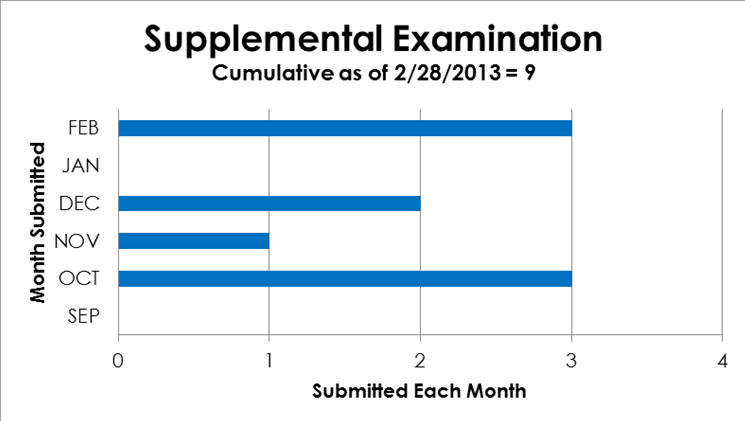 Supplemental Examination
Cumulative as of 2/28/2013 = 9
Month Submitted
FEB
JAN
DEC
NOV
OCT
SEP
0 1 2 3 4
Submitted Each Month